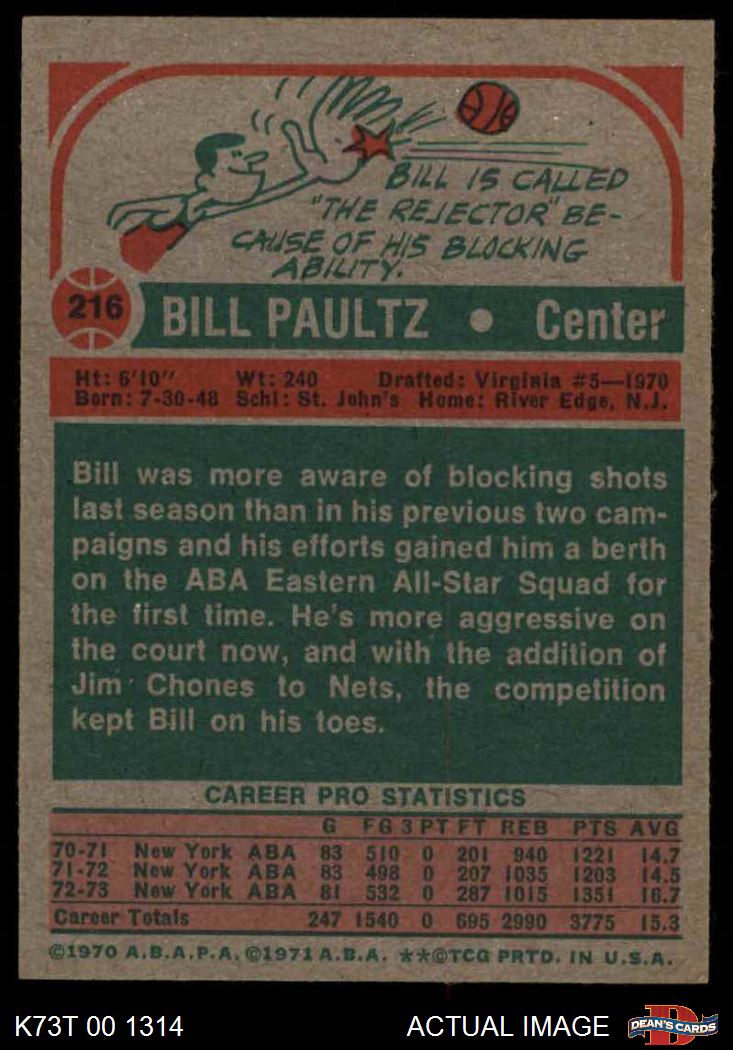 BILL IS CALLED
"THE REJECTOR" BE-
CAUSE OF HIS BLOCKING
ABILITY.
216 BILL PAULTZ • Center
Ht: 6'10" Wt: 240 Drafted: Virginia #5—1970
Born: 7-30-48 Schl: St. John's Home: River Edge, N.J.
Bill was more aware of blocking shots
last season than in his previous two cam-
paigns and his efforts gained him a berth
on the ABA Eastern All-Star Squad for
the first time. He's more aggressive on
the court now, and with the addition of
Jim Chones to Nets, the competition
kept Bill on his toes.
CAREER PRO STATISTICS
G FG 3 PT FT REB PTS AVG
70-71 New York ABA 83 510 0 201 940 1221 14.7
71-72 New York ABA 83 498 0 207 1035 1203 14.5
72-73 New York ABA 81 532 0 287 1015 1351 16.7
Career Totals 247 1540 0 695 2990 3775 15.3
©1970 A.B.A.P.A. ©1971 A.B.A. **©TCG PRTD. IN U.S.A.
K73T 00 1314 ACTUAL IMAGE D DEAN'S CARDS